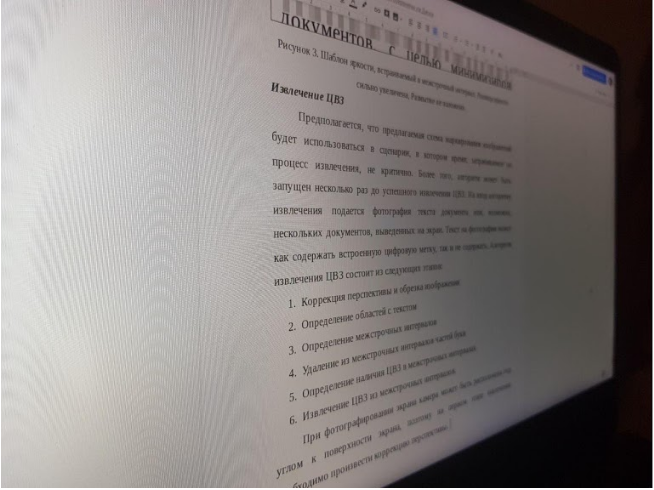 документов с целью минимизации
Рисунок 3. Шаблон яркости, встраиваемый в межстрочный интервал. Размеры
сильно увеличены. Размытие не выполнено.
Извлечение ЦВЗ
Предполагается, что предлагаемая схема маркирования изображений
будет использоваться в сценарии, в котором время, затрачиваемое на
процесс извлечения, не критично. Более того, алгоритм может быть
запущен несколько раз до успешного извлечения ЦВЗ. На вход алгоритму
извлечения подается фотография текста документа или, возможно,
нескольких документов, выведенных на экран. Текст на фотографии может
как содержать встроенную цифровую метку, так и не содержать. Алгоритм
извлечения ЦВЗ состоит из следующих этапов:
1. Коррекция перспективы и обрезка изображения
2. Определение областей с текстом
3. Определение межстрочных интервалов
4. Удаление из межстрочных интервалов частей букв
5. Определение наличия ЦВЗ в межстрочных интервалах
6. Извлечение ЦВЗ из межстрочных интервалов
При фотографировании экрана камера может быть расположена под
углом к поверхности экрана, поэтому на первом этапе
необходимо произвести коррекцию перспективы.